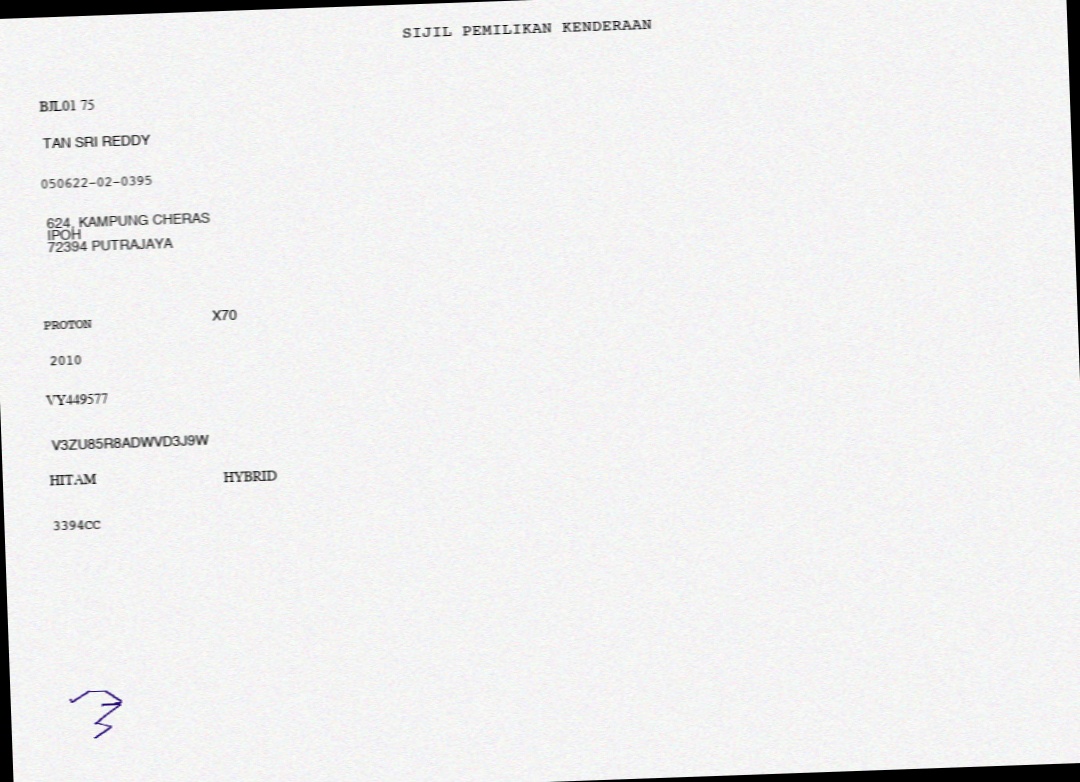 SIJIL PEMILIKAN KENDERAAN
BJL01 75
TAN SRI REDDY
050622-02-0395
624, KAMPUNG CHERAS
IPOH
72394 PUTRAJAYA
PROTON X70
2010
VY449577
V3ZU85R8ADWVD3J9W
HITAM HYBRID
3394CC